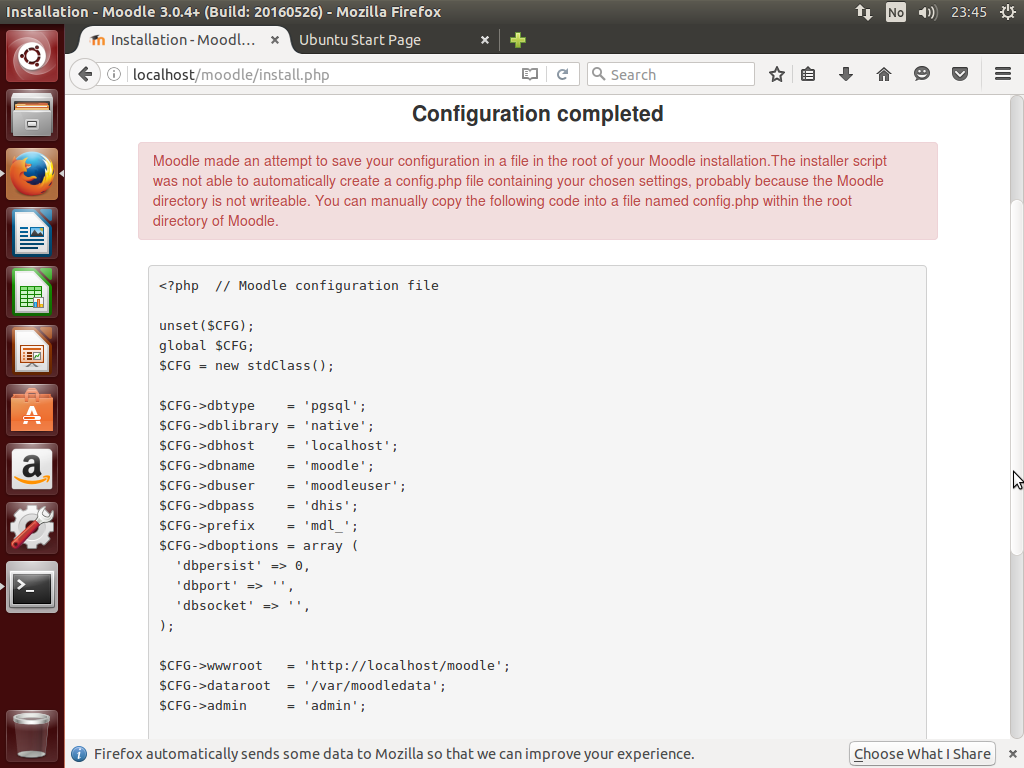 Installation - Moodle 3.0.4+ (Build: 20160526) - Mozilla Firefox
No
23:45
Installation - Moodl...
Ubuntu Start Page
localhost/moodle/install.php
Search
Configuration completed
Moodle made an attempt to save your configuration in a file in the root of your Moodle installation.The installer script
was not able to automatically create a config.php file containing your chosen settings, probably because the Moodle
directory is not writeable. You can manually copy the following code into a file named config.php within the root
directory of Moodle.
<?php  // Moodle configuration file
unset($CFG);
global $CFG;
$CFG = new stdClass();
$CFG->dbtype    = 'pgsql';
$CFG->dblibrary = 'native';
$CFG->dbhost    = 'localhost';
$CFG->dbname    = 'moodle';
$CFG->dbuser    = 'moodleuser';
$CFG->dbpass    = 'dhis';
$CFG->prefix    = 'mdl_';
$CFG->dboptions = array (
  'dbpersist' => 0,
  'dbport' => '',
  'dbsocket' => '',
);
$CFG->wwwroot   = 'http://localhost/moodle';
$CFG->dataroot  = '/var/moodledata';
$CFG->admin     = 'admin';
Firefox automatically sends some data to Mozilla so that we can improve your experience.
Choose What I Share